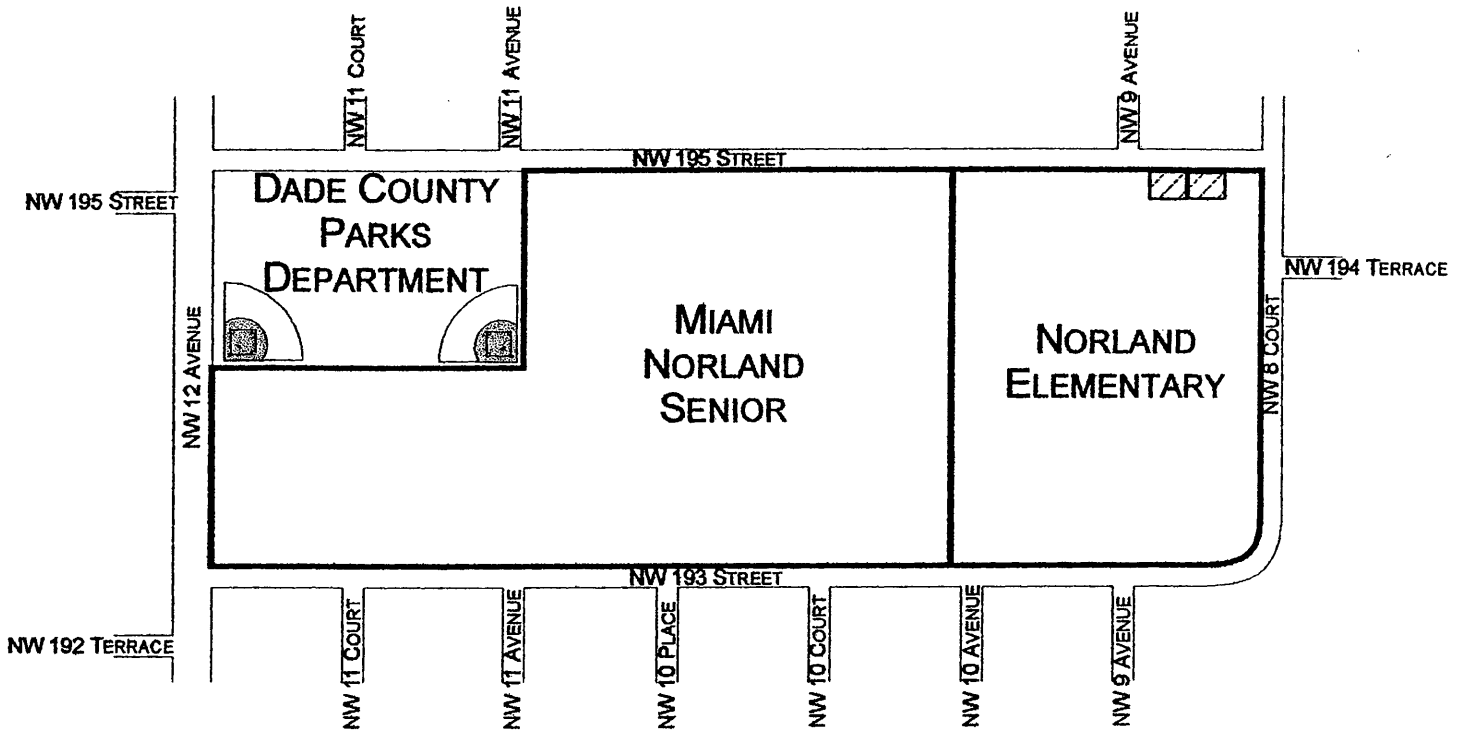 NW 11 COURT
NW 11 AVENUE
NW 9 AVENUE
NW 195 STREET
NW 195 STREET
DADE COUNTY
PARKS
DEPARTMENT
NW 194 TERRACE
MIAMI
NORLAND
SENIOR
NORLAND
ELEMENTARY
NW 12 AVENUE
NW 8 COURT
NW 193 STREET
NW 192 TERRACE
NW 11 COURT
NW 11 AVENUE
NW 10 PLACE
NW 10 COURT
NW 10 AVENUE
NW 9 AVENUE